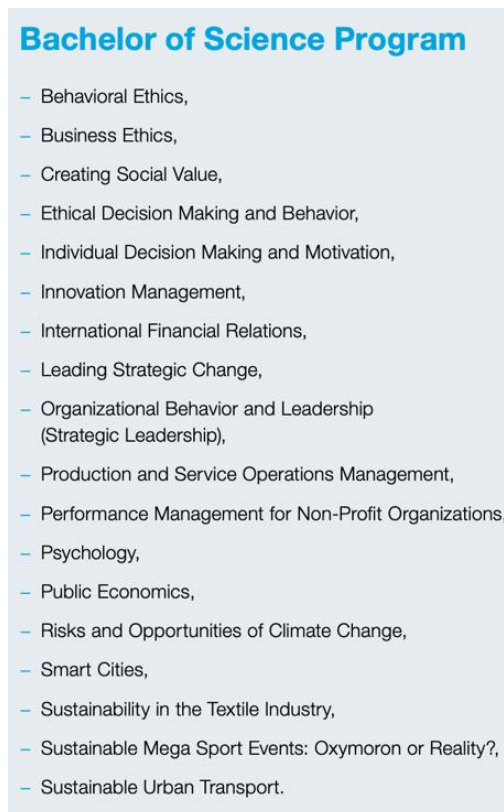 Bachelor of Science Program
– Behavioral Ethics,
– Business Ethics,
– Creating Social Value,
– Ethical Decision Making and Behavior,
– Individual Decision Making and Motivation,
– Innovation Management,
– International Financial Relations,
– Leading Strategic Change,
– Organizational Behavior and Leadership
(Strategic Leadership),
– Production and Service Operations Management,
– Performance Management for Non-Profit Organizations,
– Psychology,
– Public Economics,
– Risks and Opportunities of Climate Change,
– Smart Cities,
– Sustainability in the Textile Industry,
– Sustainable Mega Sport Events: Oxymoron or Reality?,
– Sustainable Urban Transport.